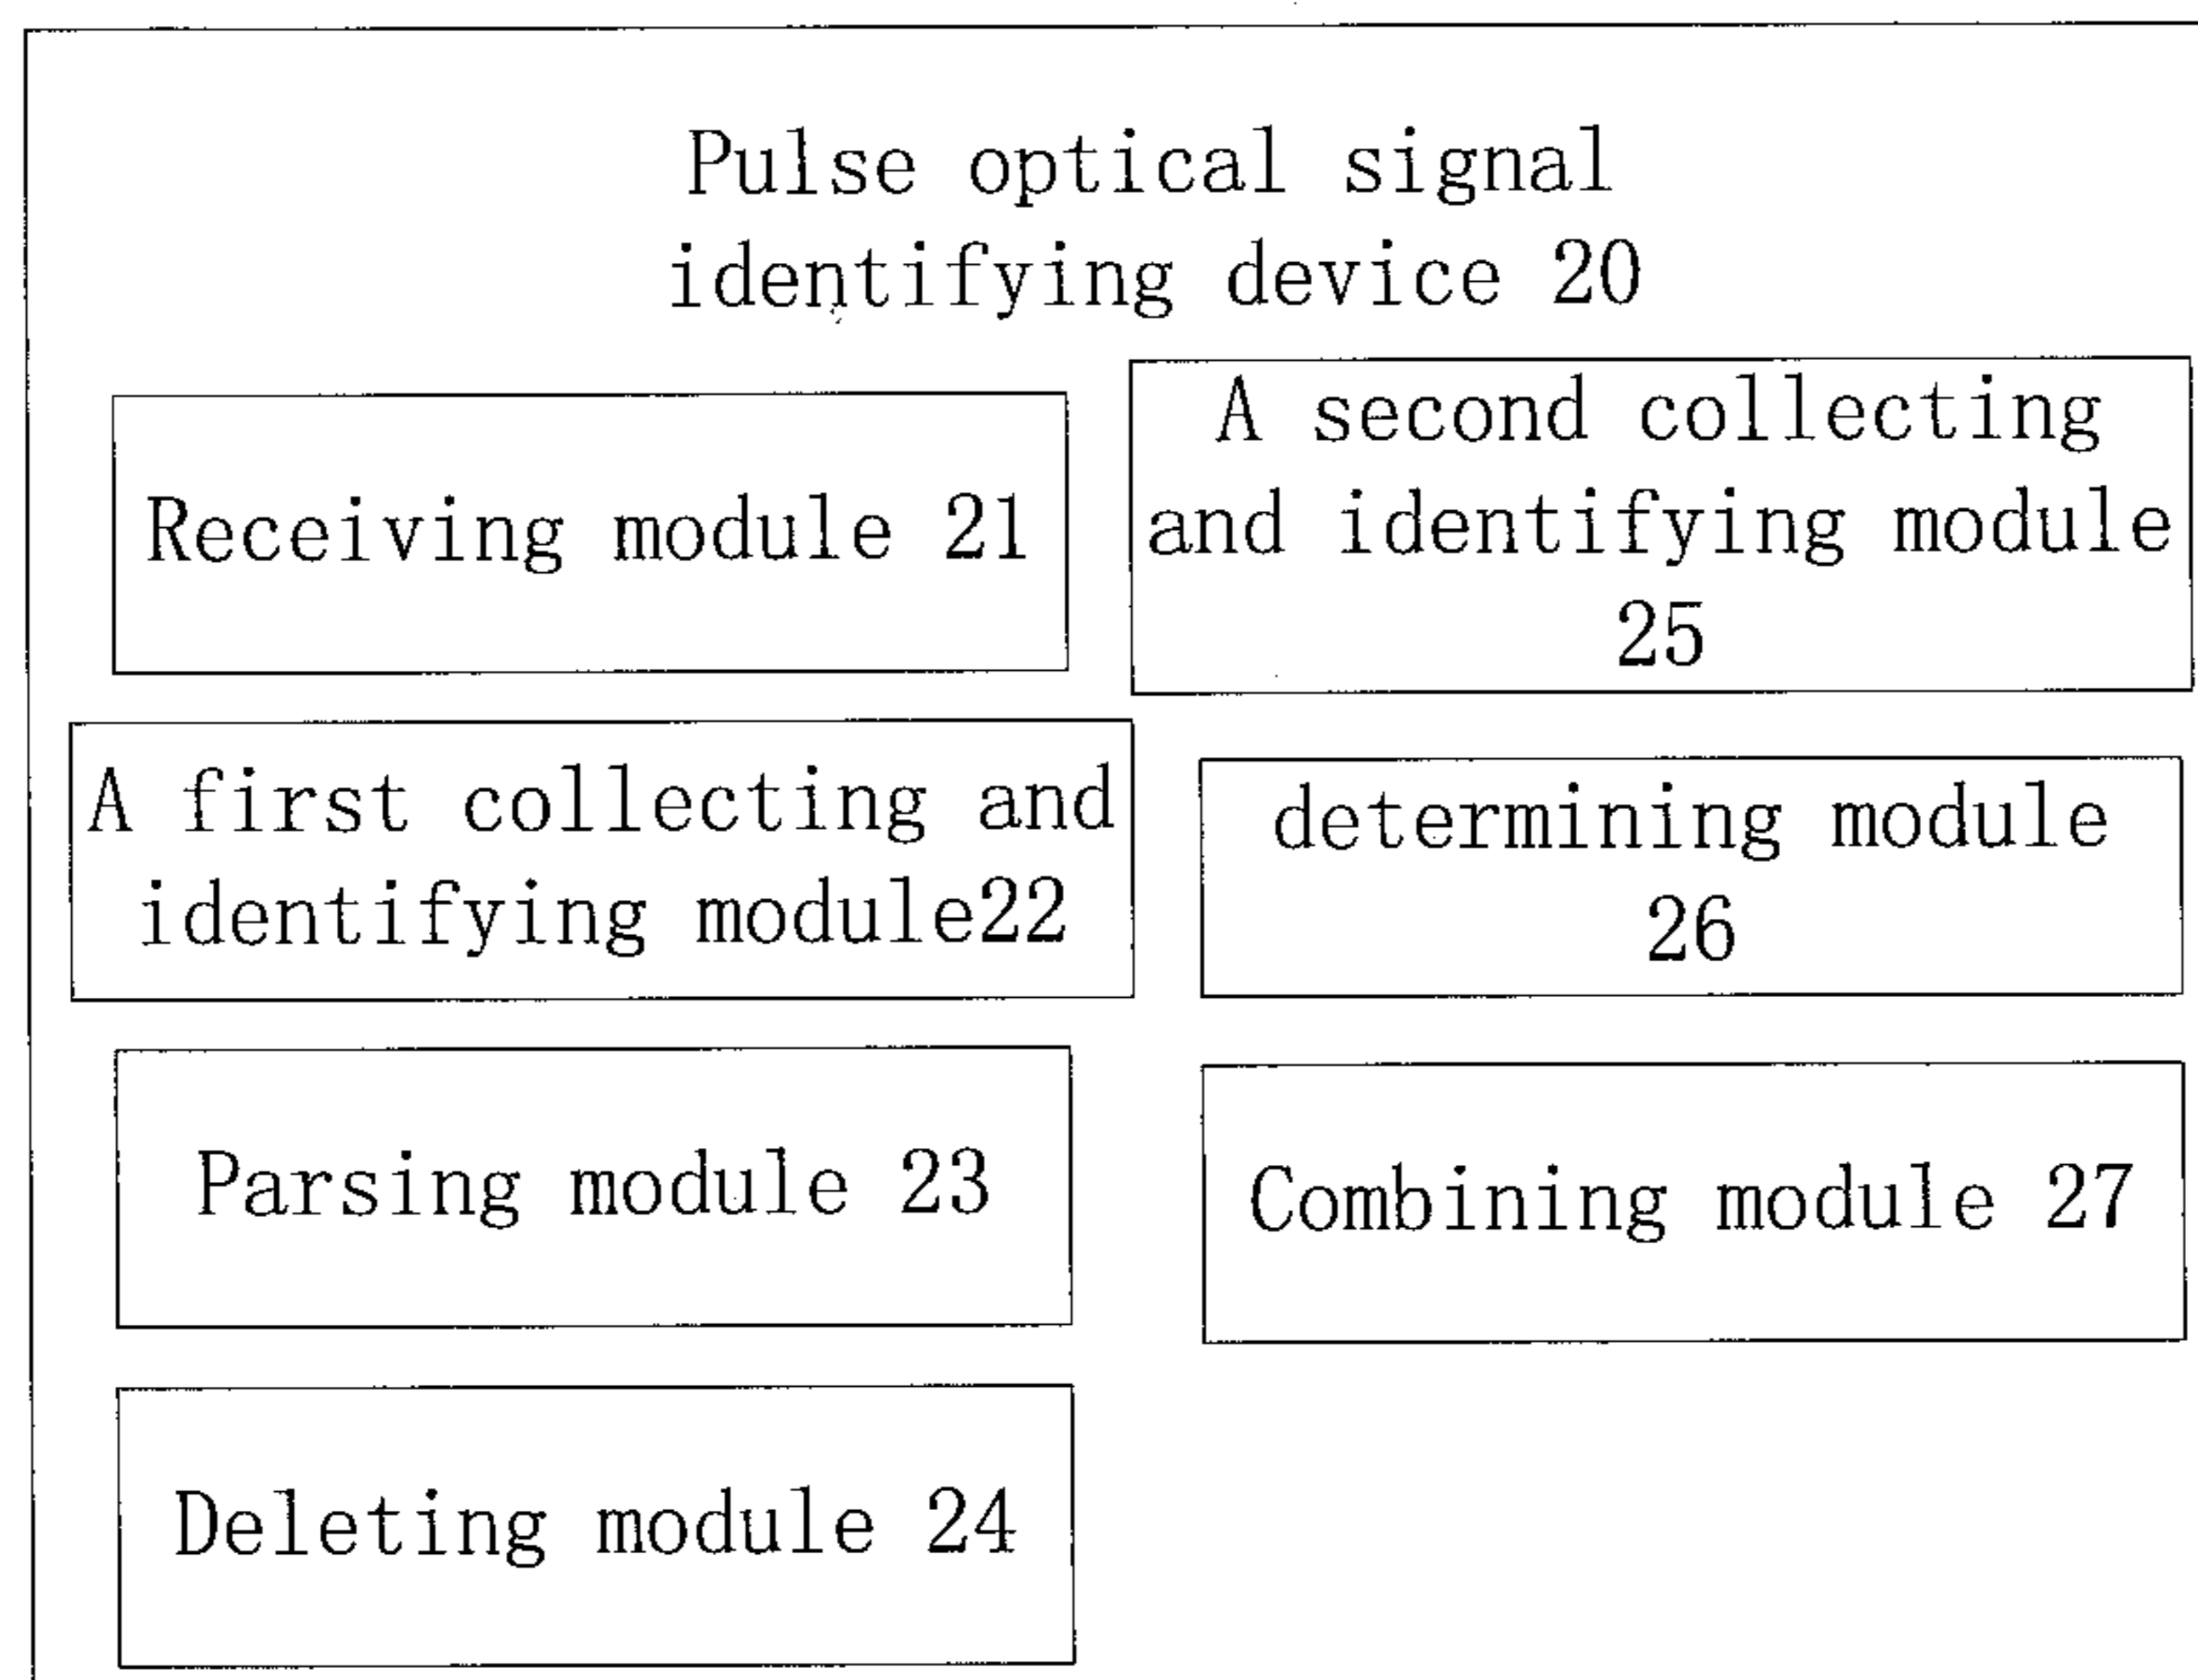 Pulse optical signal
identifying device 20
Receiving module 21
A second collecting
and identifying module
25
A first collecting and
identifying module22
determining module
26
Parsing module 23
Combining module 27
Deleting module 24